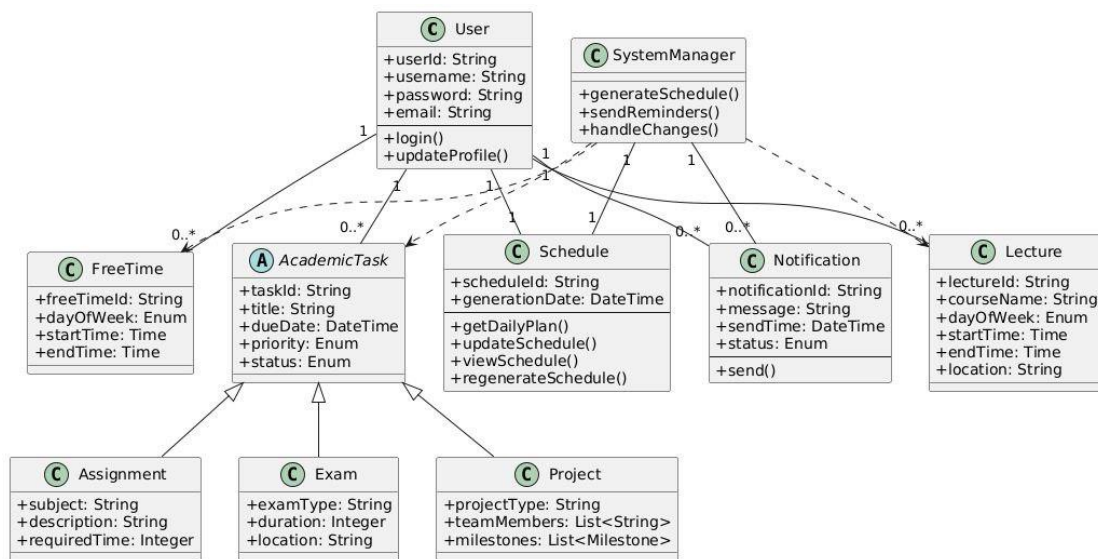 C User
+userId: String
+username: String
+password: String
+email: String
+login()
+updateProfile()
C SystemManager
+generateSchedule()
+sendReminders()
+handleChanges()
1
1
1
1
1
1
1
0..*
0..*
1
1
0..*
0..*
0..*
C FreeTime
+freeTimeId: String
+dayOfWeek: Enum
+startTime: Time
+endTime: Time
A AcademicTask
+taskId: String
+title: String
+dueDate: DateTime
+priority: Enum
+status: Enum
C Schedule
+scheduleId: String
+generationDate: DateTime
+getDailyPlan()
+updateSchedule()
+viewSchedule()
+regenerateSchedule()
C Notification
+notificationId: String
+message: String
+sendTime: DateTime
+status: Enum
+send()
C Lecture
+lectureId: String
+courseName: String
+dayOfWeek: Enum
+startTime: Time
+endTime: Time
+location: String
C Assignment
+subject: String
+description: String
+requiredTime: Integer
C Exam
+examType: String
+duration: Integer
+location: String
C Project
+projectType: String
+teamMembers: List<String>
+milestones: List<Milestone>